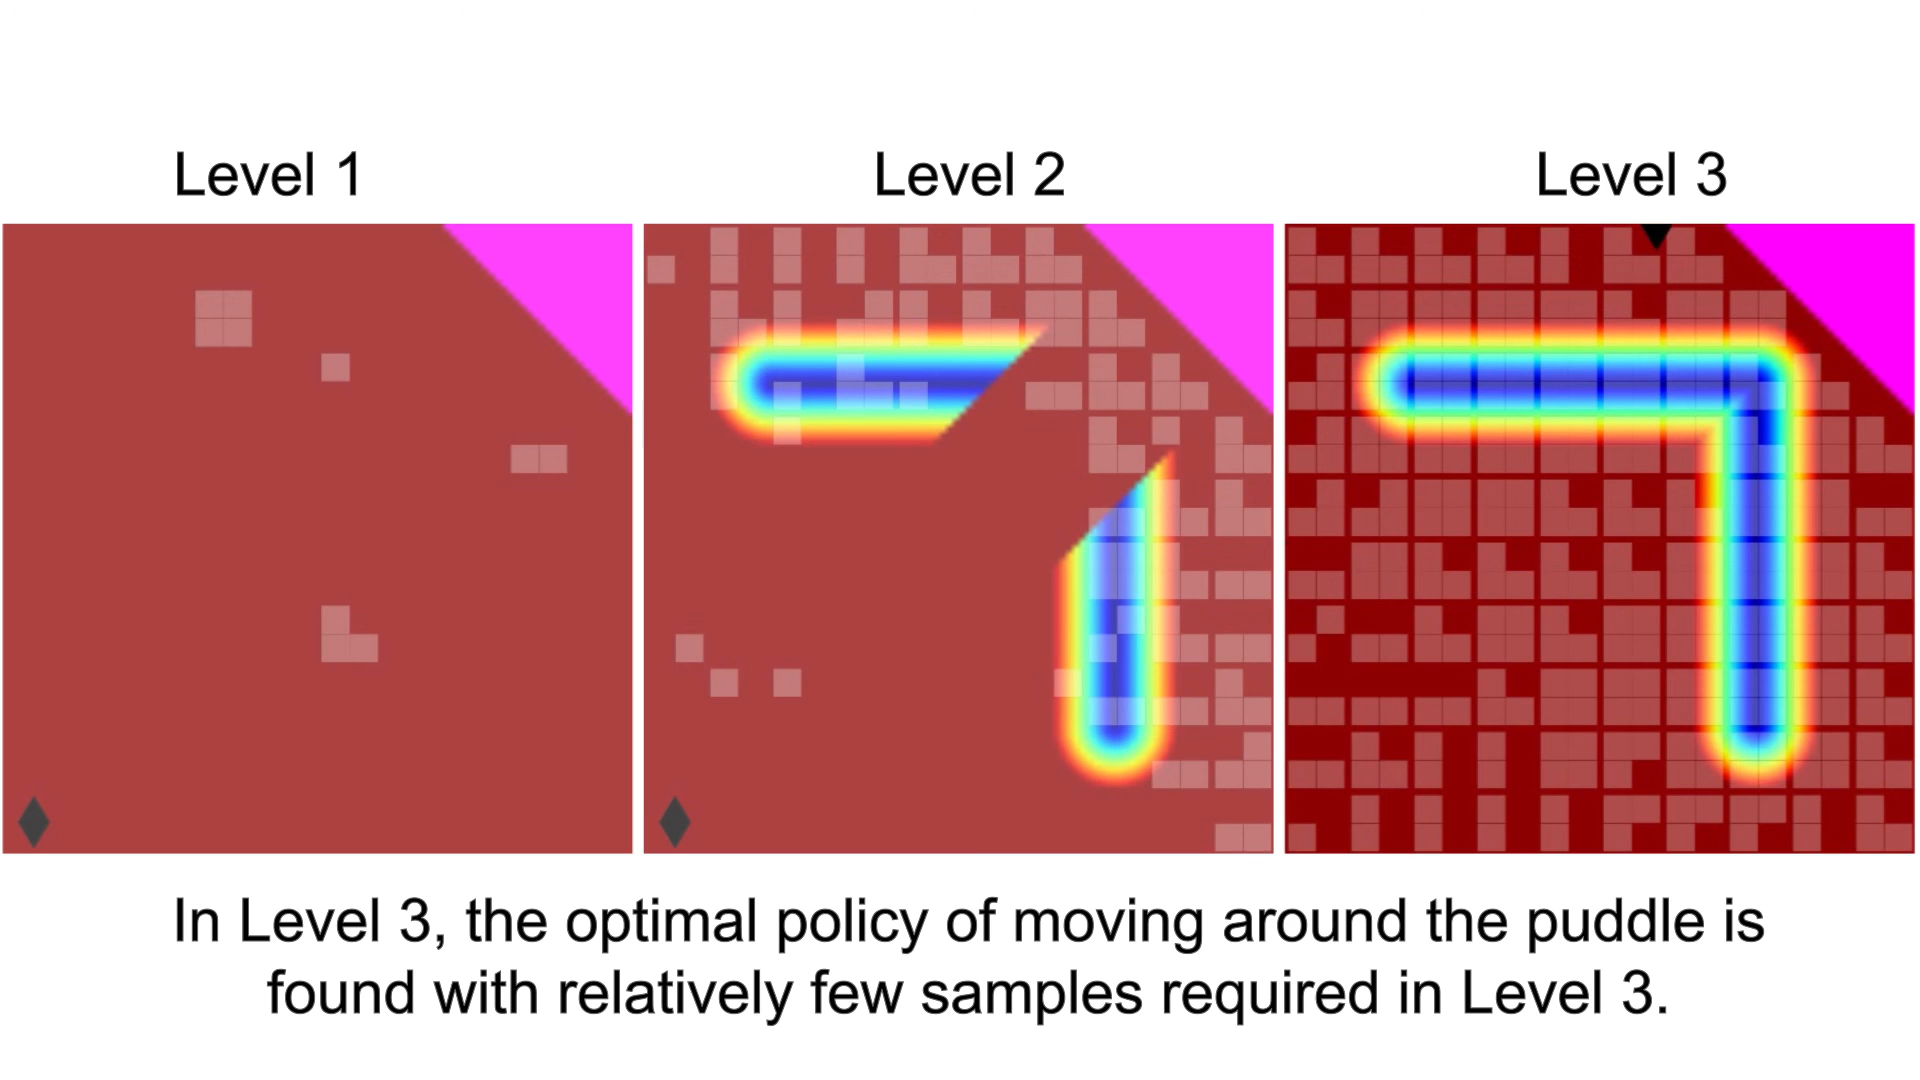 Level 1
Level 2
Level 3
In Level 3, the optimal policy of moving around the puddle is
found with relatively few samples required in Level 3.